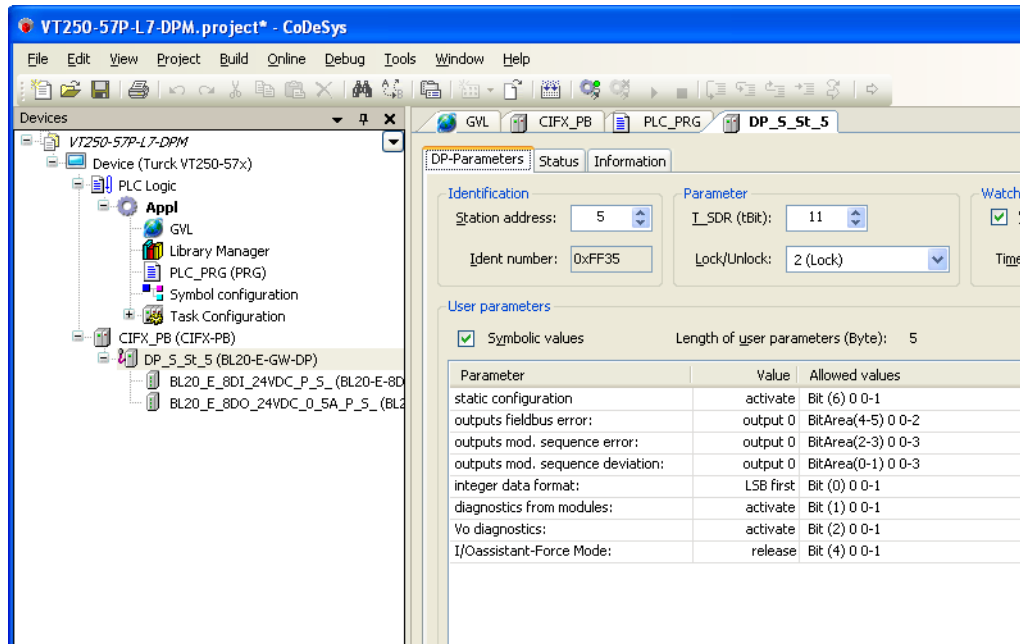 VT250-57P-L7-DPM.project* - CoDeSys
File Edit View Project Build Online Debug Tools Window Help
Devices
VT250-57P-L7-DPM
Device (Turck VT250-57x)
PLC Logic
Appl
GVL
Library Manager
PLC_PRG (PRG)
Symbol configuration
Task Configuration
CIFX_PB (CIFX-PB)
DP_S_St_5 (BL20-E-GW-DP)
BL20_E_8DI_24VDC_P_S_ (BL20-E-8D
BL20_E_8DO_24VDC_0_5A_P_S_ (BL2
GVL CIFX_PB PLC_PRG DP_S_St_5
DP-Parameters Status Information
Identification Parameter Watch
Station address: 5 T_SDR (tBit): 11
Ident number: 0xFF35 Lock/Unlock: 2 (Lock) Time
User parameters
Symbolic values Length of user parameters (Byte): 5
Parameter Value Allowed values
static configuration activate Bit (6) 0 0-1
outputs fieldbus error: output 0 BitArea(4-5) 0 0-2
outputs mod. sequence error: output 0 BitArea(2-3) 0 0-3
outputs mod. sequence deviation: output 0 BitArea(0-1) 0 0-3
integer data format: LSB first Bit (0) 0 0-1
diagnostics from modules: activate Bit (1) 0 0-1
Vo diagnostics: activate Bit (2) 0 0-1
I/Oassistant-Force Mode: release Bit (4) 0 0-1